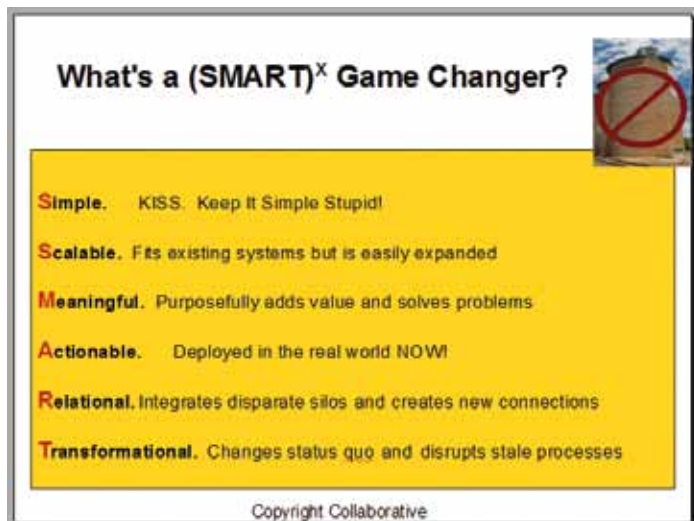 What's a (SMART)ˣ Game Changer?
Simple. KISS. Keep It Simple Stupid!
Scalable. Fits existing systems but is easily expanded
Meaningful. Purposefully adds value and solves problems
Actionable. Deployed in the real world NOW!
Relational. Integrates disparate silos and creates new connections
Transformational. Changes status quo and disrupts stale processes
Copyright Collaborative